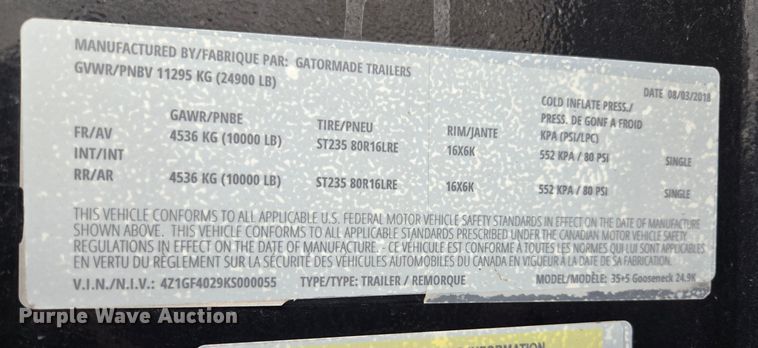 MANUFACTURED BY/FABRIQUE PAR: GATORMADE TRAILERS
GVWR/PNBV 11295 KG (24900 LB)
DATE 08/03/2018
GAWR/PNBE TIRE/PNEU RIM/JANTE COLD INFLATE PRESS./
PRESS. DE GONF A FROID
KPA (PSI/LPC)
FR/AV 4536 KG (10000 LB) ST235 80R16LRE 16X6K 552 KPA / 80 PSI SINGLE
INT/INT
RR/AR 4536 KG (10000 LB) ST235 80R16LRE 16X6K 552 KPA / 80 PSI SINGLE
THIS VEHICLE CONFORMS TO ALL APPLICABLE U.S. FEDERAL MOTOR VEHICLE SAFETY STANDARDS IN EFFECT ON THE DATE OF MANUFACTURE
SHOWN ABOVE. THIS VEHICLE CONFORMS TO ALL APPLICABLE STANDARDS PRESCRIBED UNDER THE CANADIAN MOTOR VEHICLE SAFETY
REGULATIONS IN EFFECT ON THE DATE OF MANUFACTURE. - CE VÉHICULE EST CONFORME À TOUTES LES NORMES QUI LUI SONT APPLICABLES
EN VERTU DU RÈGLEMENT SUR LA SÉCURITÉ DES VÉHICULES AUTOMOBILES DU CANADA EN VIGUEUR A LA DATE DE SA FABRICATION.
V.I.N./N.I.V.: 4Z1GF4029KS000055 TYPE/TYPE: TRAILER / REMORQUE MODEL/MODÈLE: 35+5 Gooseneck 24.9K
Purple Wave Auction
INFORMATION